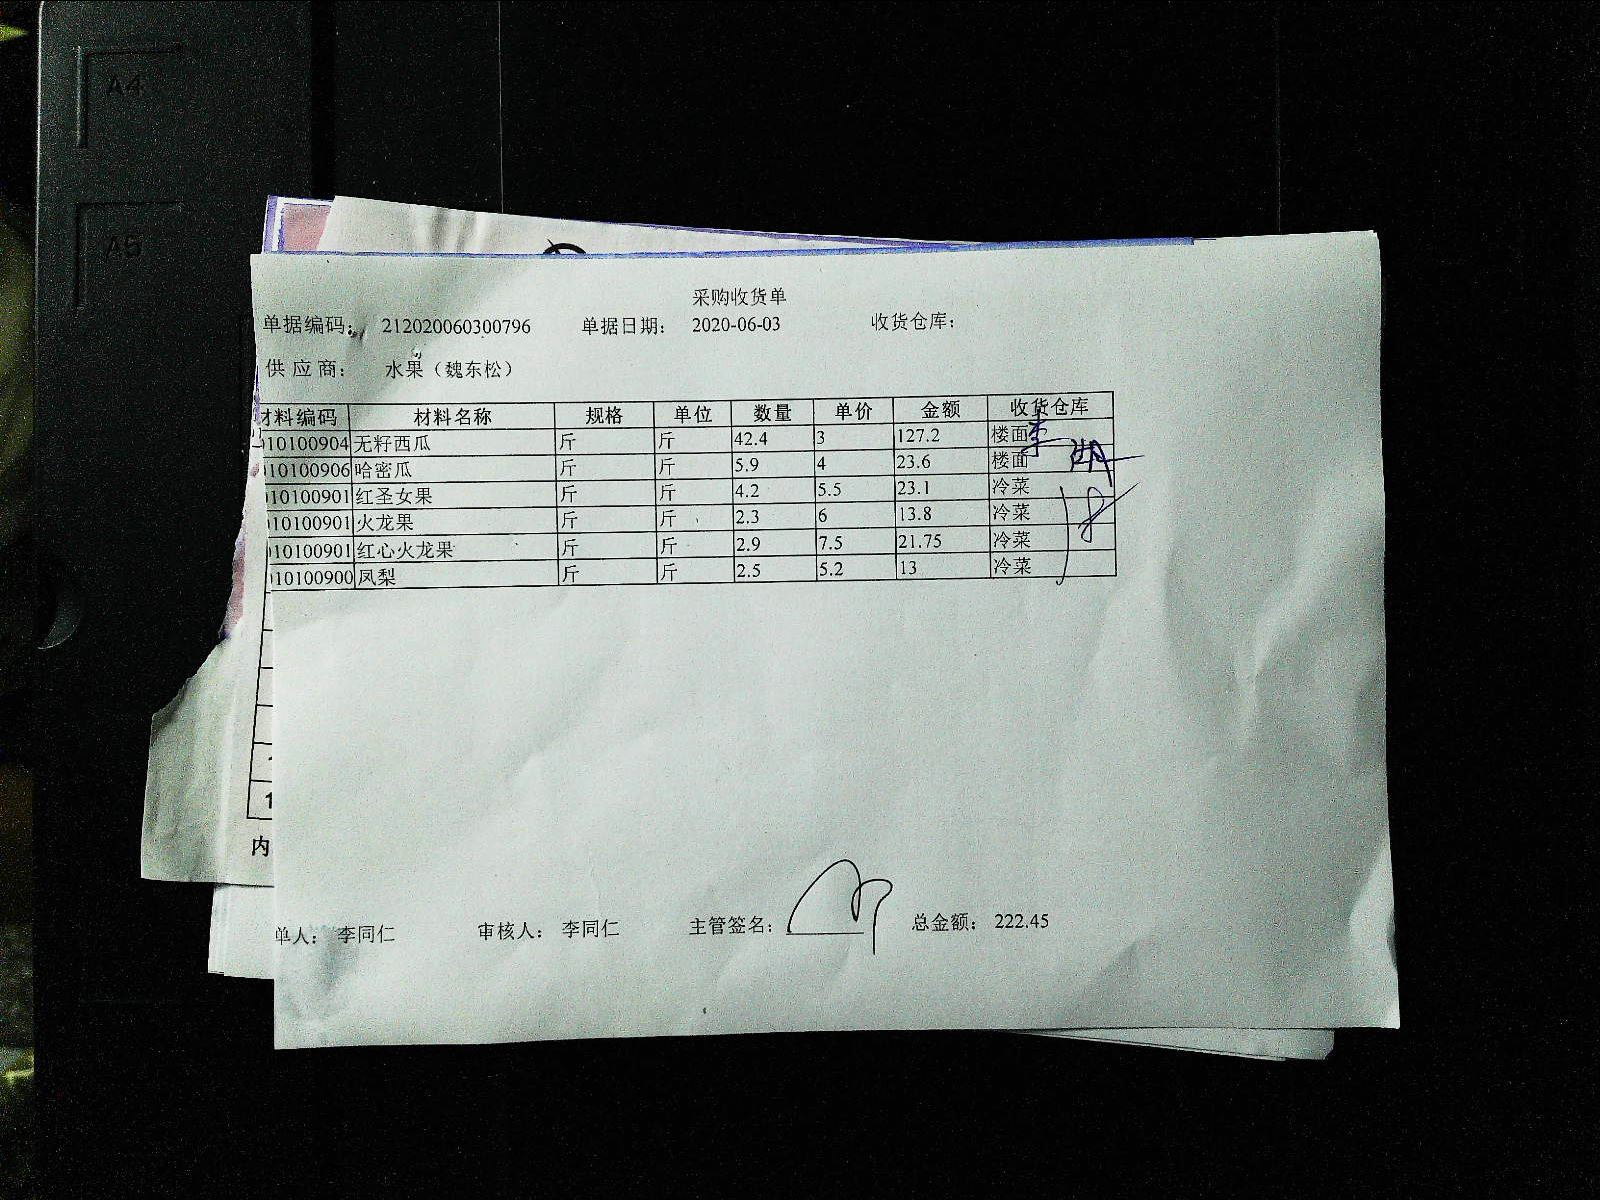 A4
A5
采购收货单
单据编码： 212020060300796 单据日期： 2020-06-03 收货仓库：
供应商： 水果（魏东松）
材料编码 材料名称 规格 单位 数量 单价 金额 收货仓库
010100904 无籽西瓜 斤 斤 42.4 3 127.2 楼面
010100906 哈密瓜 斤 斤 5.9 4 23.6 楼面
010100901 红圣女果 斤 斤 4.2 5.5 23.1 冷菜
010100901 火龙果 斤 斤 2.3 6 13.8 冷菜
010100901 红心火龙果 斤 斤 2.9 7.5 21.75 冷菜
010100900 凤梨 斤 斤 2.5 5.2 13 冷菜
1
内
单人： 李同仁 审核人： 李同仁 主管签名： 总金额： 222.45